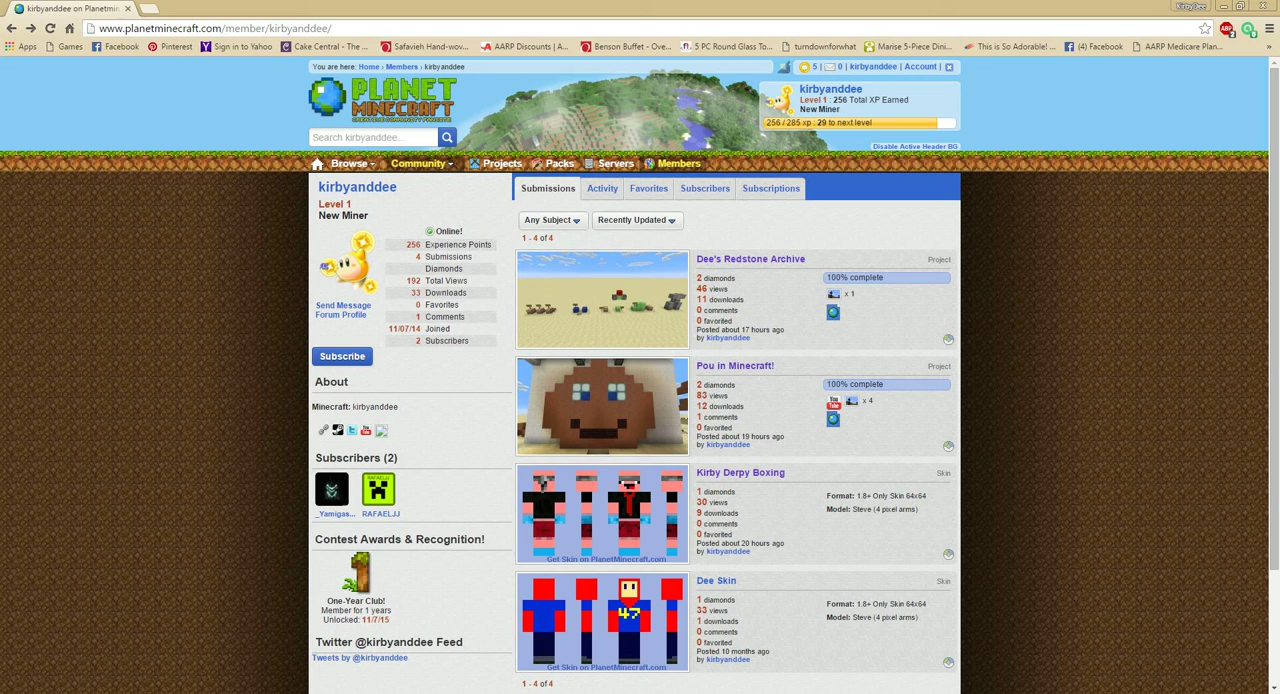 kirbyanddee on Planetmin
KirbyDee
www.planetminecraft.com/member/kirbyanddee/
Apps Games Facebook Pinterest Sign in to Yahoo Cake Central - The ... Safavieh Hand-wov... AARP Discounts | A... Benson Buffet - Ove... 5 PC Round Glass To... turndownforwhat Marise 5-Piece Dini... This is So Adorable! ... (4) Facebook AARP Medicare Plan...
You are here: Home › Members › kirbyanddee
5 | 0 | kirbyanddee | Account |
PLANET
MINECRAFT
kirbyanddee
Level 1 : 256 Total XP Earned
New Miner
256 / 285 xp : 29 to next level
Search kirbyanddee...
Disable Active Header BG
Browse Community Projects Packs Servers Members
kirbyanddee
Level 1
New Miner
Online!
256 Experience Points
4 Submissions
Diamonds
192 Total Views
33 Downloads
0 Favorites
1 Comments
11/07/14 Joined
2 Subscribers
Send Message
Forum Profile
Subscribe
About
Minecraft: kirbyanddee
Subscribers (2)
RAFAELJJ
_Yamigas... RAFAELJJ
Contest Awards & Recognition!
1
One-Year Club!
Member for 1 years
Unlocked: 11/7/15
Twitter @kirbyanddee Feed
Tweets by @kirbyanddee
Submissions Activity Favorites Subscribers Subscriptions
Any Subject Recently Updated
1 - 4 of 4
Dee's Redstone Archive Project
2 diamonds
46 views
11 downloads
0 comments
0 favorited
Posted about 17 hours ago
by kirbyanddee
100% complete
x 1
Pou in Minecraft! Project
2 diamonds
83 views
12 downloads
1 comments
0 favorited
Posted about 19 hours ago
by kirbyanddee
100% complete
You Tube x 4
Kirby Derpy Boxing Skin
1 diamonds
30 views
9 downloads
0 comments
0 favorited
Posted about 20 hours ago
by kirbyanddee
Format: 1.8+ Only Skin 64x64
Model: Steve (4 pixel arms)
Get Skin on PlanetMinecraft.com
Dee Skin Skin
1 diamonds
33 views
1 downloads
0 comments
0 favorited
Posted 10 months ago
by kirbyanddee
Format: 1.8+ Only Skin 64x64
Model: Steve (4 pixel arms)
47
Get Skin on PlanetMinecraft.com
1 - 4 of 4